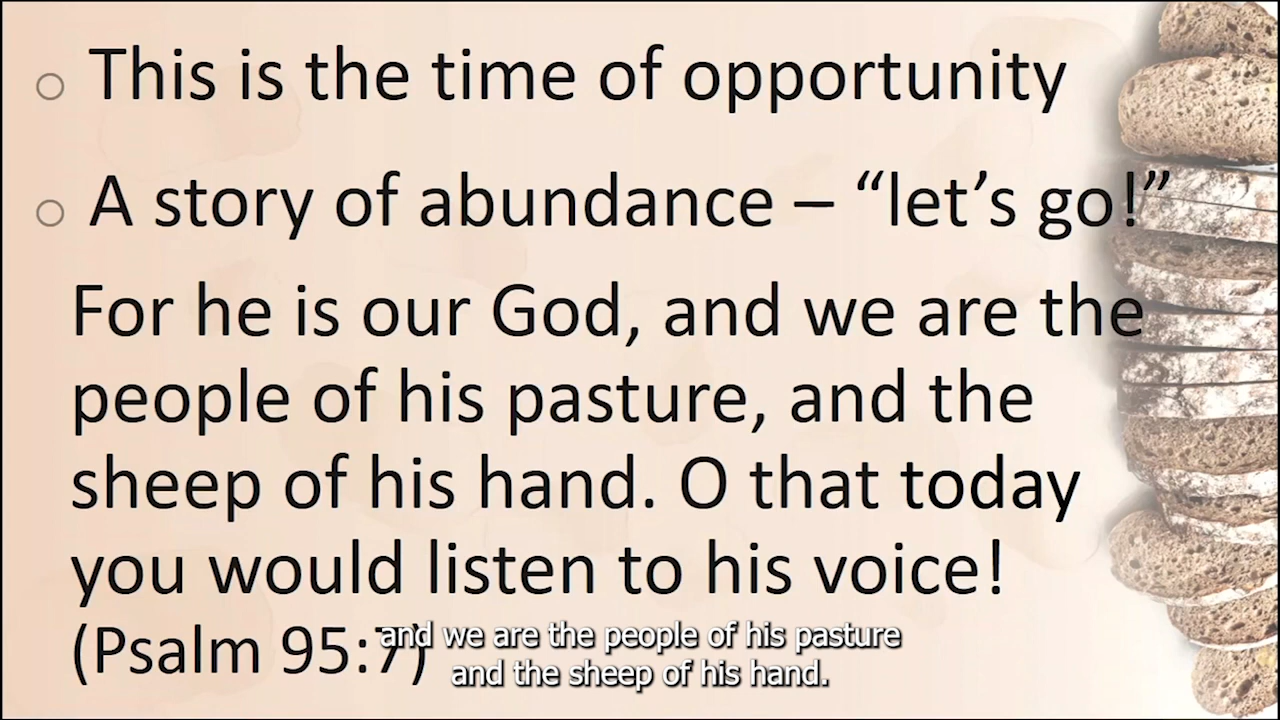 ○ This is the time of opportunity
○ A story of abundance – “let’s go!”
For he is our God, and we are the
people of his pasture, and the
sheep of his hand. O that today
you would listen to his voice!
(Psalm 95:7)
and we are the people of his pasture
and the sheep of his hand.